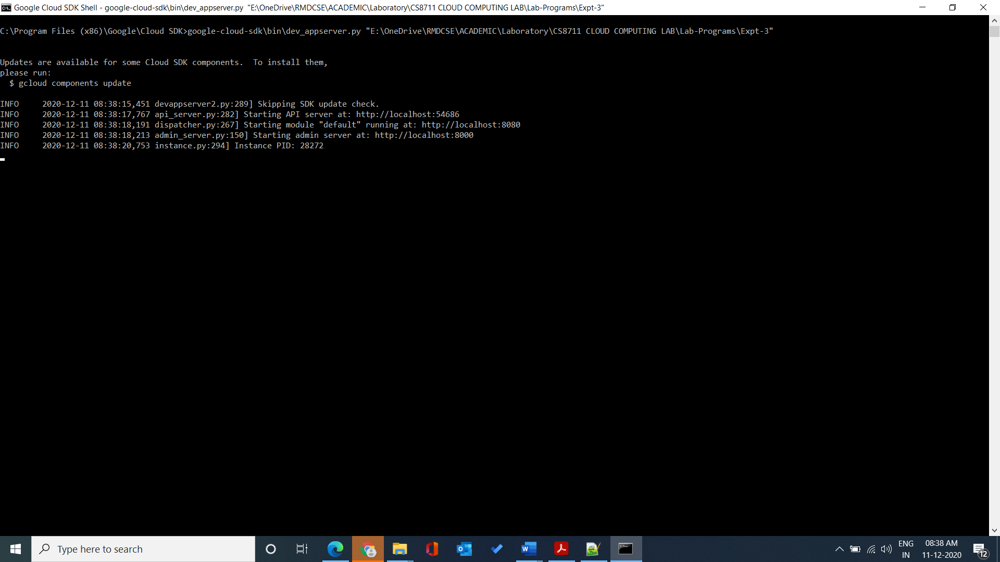 Google Cloud SDK Shell - google-cloud-sdk\bin\dev_appserver.py  "E:\OneDrive\RMDCSE\ACADEMIC\Laboratory\CS8711 CLOUD COMPUTING LAB\Lab-Programs\Expt-3"
C:\Program Files (x86)\Google\Cloud SDK>google-cloud-sdk\bin\dev_appserver.py "E:\OneDrive\RMDCSE\ACADEMIC\Laboratory\CS8711 CLOUD COMPUTING LAB\Lab-Programs\Expt-3"
Updates are available for some Cloud SDK components.  To install them,
please run:
  $ gcloud components update
INFO     2020-12-11 08:38:15,451 devappserver2.py:289] Skipping SDK update check.
INFO     2020-12-11 08:38:17,767 api_server.py:282] Starting API server at: http://localhost:54686
INFO     2020-12-11 08:38:18,191 dispatcher.py:267] Starting module "default" running at: http://localhost:8080
INFO     2020-12-11 08:38:18,213 admin_server.py:150] Starting admin server at: http://localhost:8000
INFO     2020-12-11 08:38:20,753 instance.py:294] Instance PID: 28272
Type here to search
ENG
IN
08:38 AM
11-12-2020
12